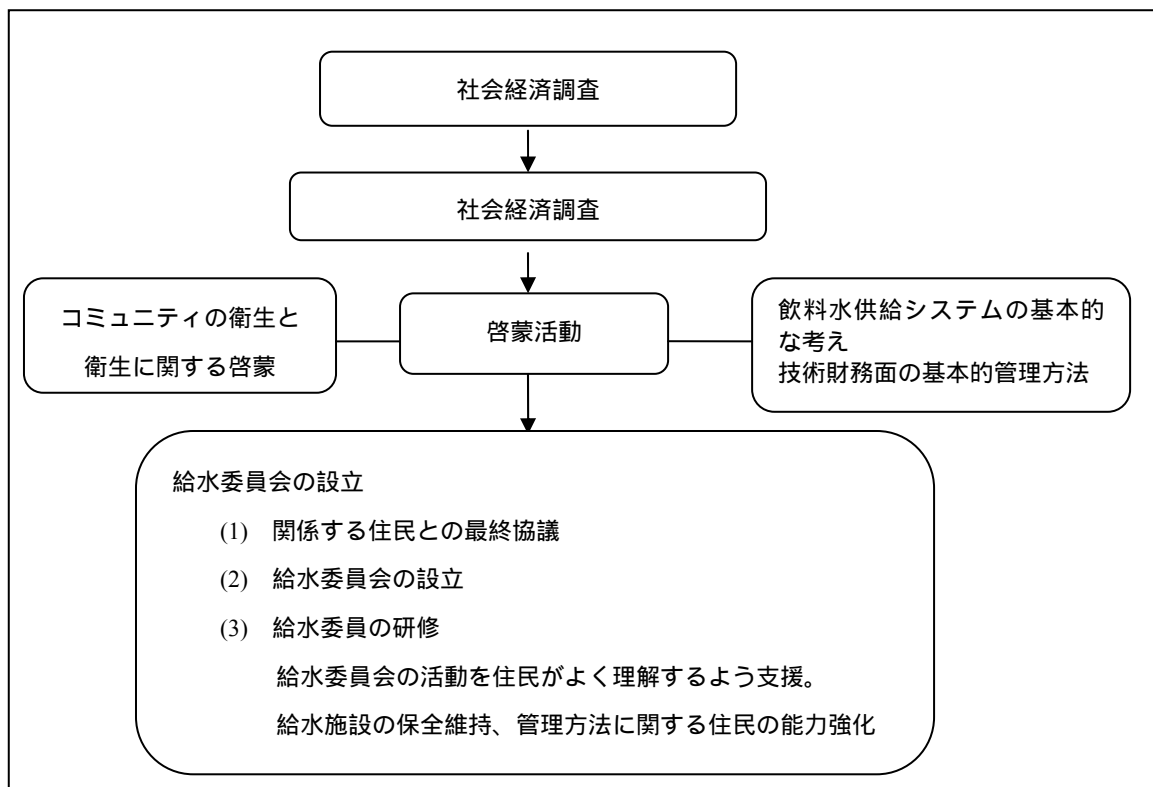 社会経済調査
社会経済調査
コミュニティの衛生と
衛生に関する啓蒙
啓蒙活動
飲料水供給システムの基本的
な考え
技術財務面の基本的管理方法
給水委員会の設立
(1) 関係する住民との最終協議
(2) 給水委員会の設立
(3) 給水委員の研修
給水委員会の活動を住民がよく理解するよう支援。
給水施設の保全維持、管理方法に関する住民の能力強化